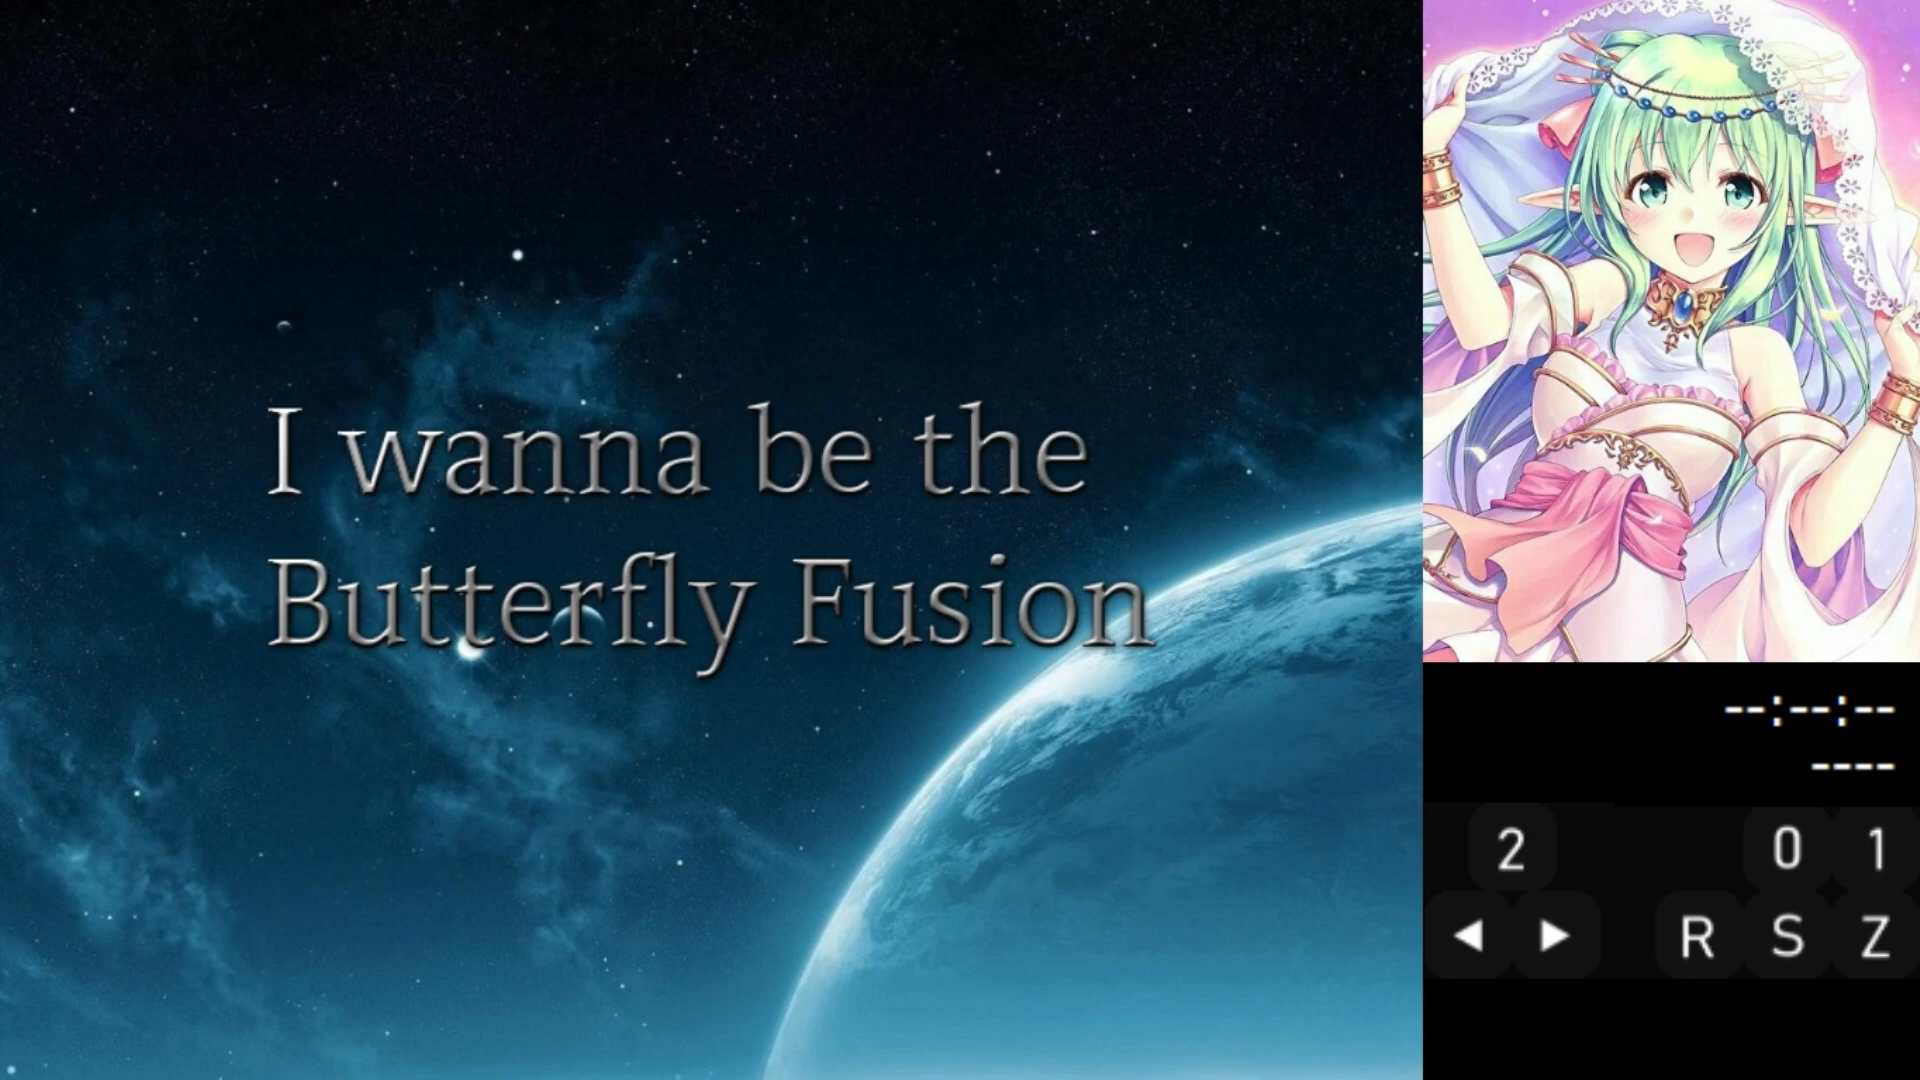 I wanna be the
Butterfly Fusion
--:--:--
----
2 0 1
◀ ▶ R S Z